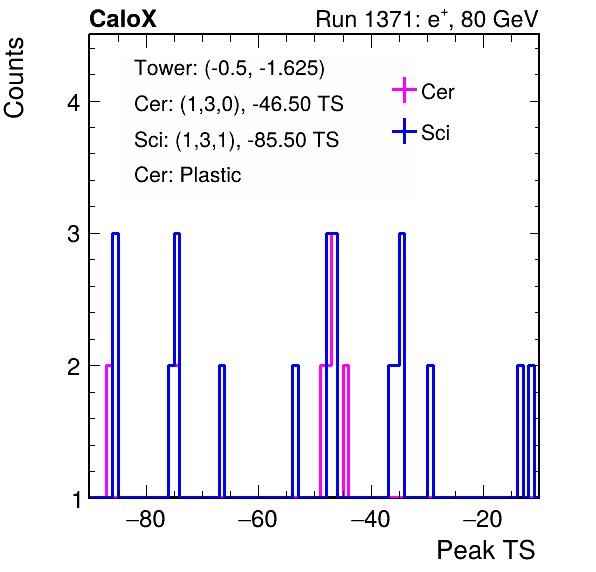 CaloX Run 1371: e⁺, 80 GeV
Counts
Tower: (-0.5, -1.625)
Cer: (1,3,0), -46.50 TS
Sci: (1,3,1), -85.50 TS
Cer: Plastic
Cer
Sci
4
3
2
1
−80 −60 −40 −20
Peak TS